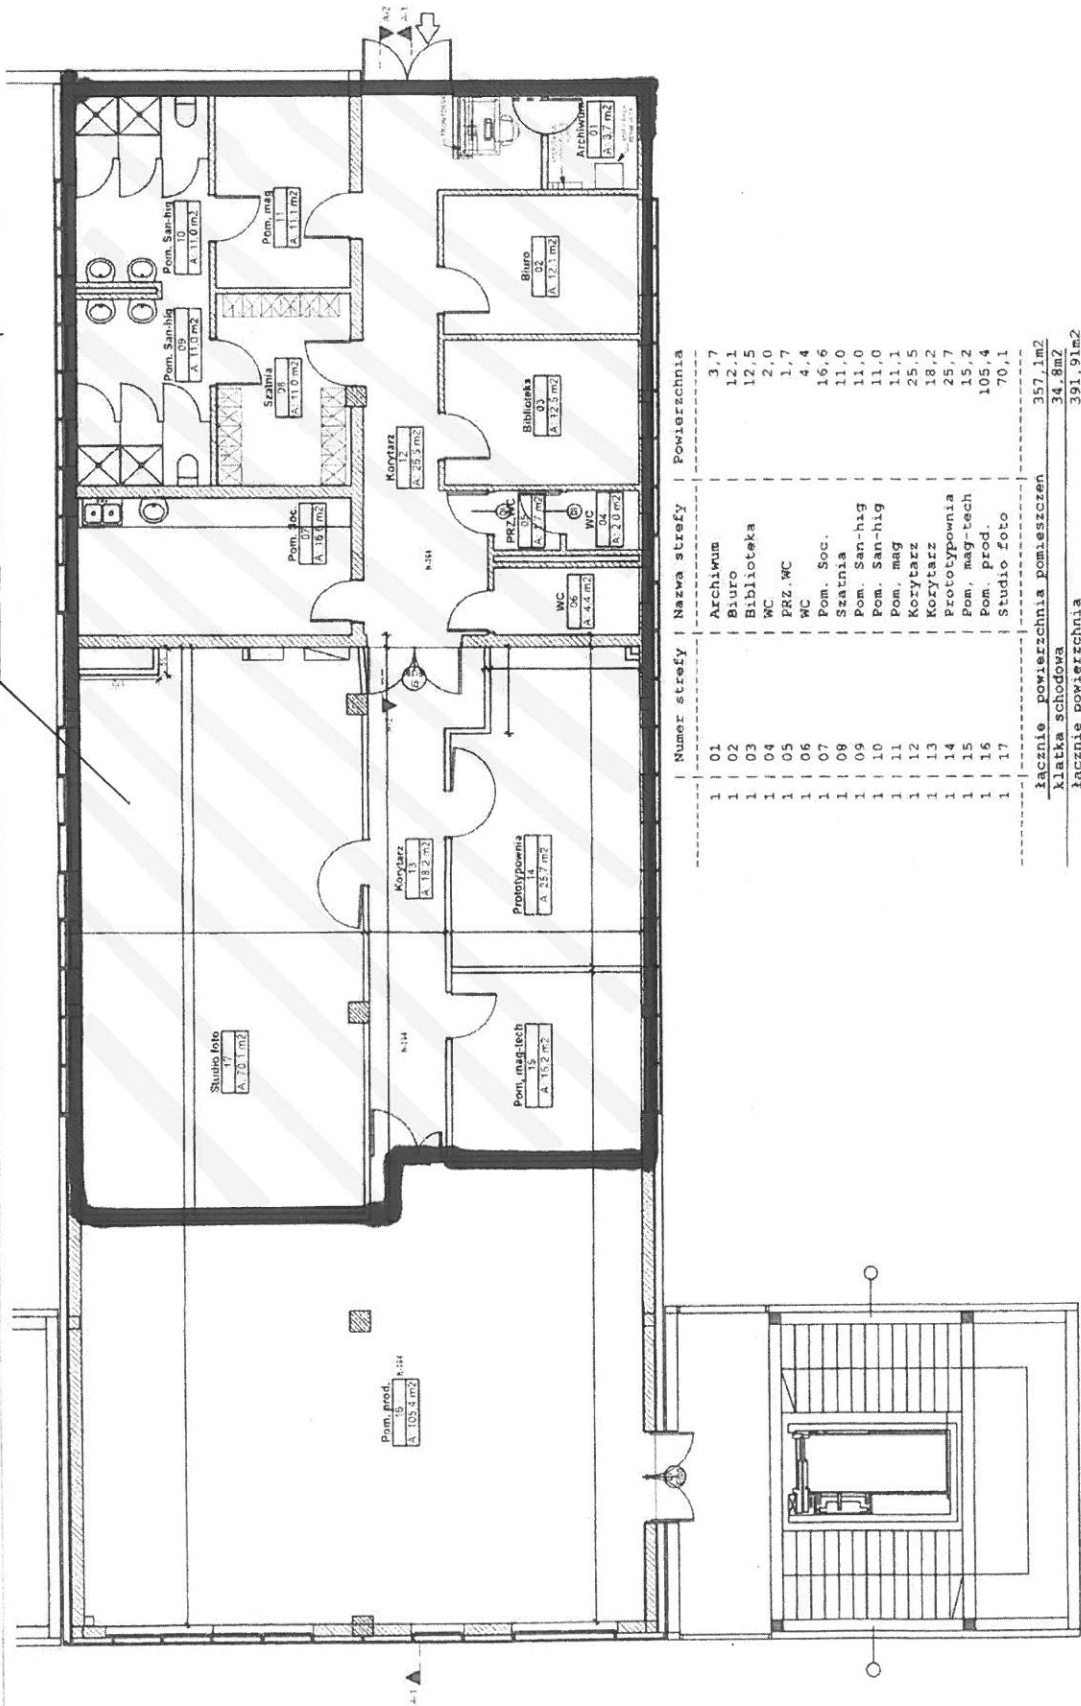 A-2
A-1
Pom. San-hig
10
A: 11.0 m2
Pom. mag
11
A: 11.1 m2
Archiwum
01
A: 3.7 m2
Pom. San-hig
09
A: 11.0 m2
Szatnia
08
A: 11.0 m2
Biuro
02
A: 12.1 m2
Korytarz
12
A: 25.5 m2
Biblioteka
03
A: 12.5 m2
Pom. Soc.
07
A: 16.6 m2
PRZ.WC
05
A: 1.7 m2
WC
04
A: 2.0 m2
WC
06
A: 4.4 m2
Korytarz
13
A: 18.2 m2
Prototypownia
14
A: 25.7 m2
Studio foto
17
A: 70.1 m2
Pom. mag-tech
15
A: 15.2 m2
Pom. prod.
16
A: 105.4 m2
A-1
| Numer strefy | Nazwa strefy | Powierzchnia
1 | 01 | Archiwum 3,7
1 | 02 | Biuro 12,1
1 | 03 | Biblioteka 12,5
1 | 04 | WC 2,0
1 | 05 | PRZ.WC 1,7
1 | 06 | WC 4,4
1 | 07 | Pom. Soc. 16,6
1 | 08 | Szatnia 11,0
1 | 09 | Pom. San-hig 11,0
1 | 10 | Pom. San-hig 11,0
1 | 11 | Pom. mag 11,1
1 | 12 | Korytarz 25,5
1 | 13 | Korytarz 18,2
1 | 14 | Prototypownia 25,7
1 | 15 | Pom, mag-tech 15,2
1 | 16 | Pom. prod. 105,4
1 | 17 | Studio foto 70,1
łącznie powierzchnia pomieszczeń 357,1m2
klatka schodowa 34,8m2
łącznie powierzchnia 391,91m2